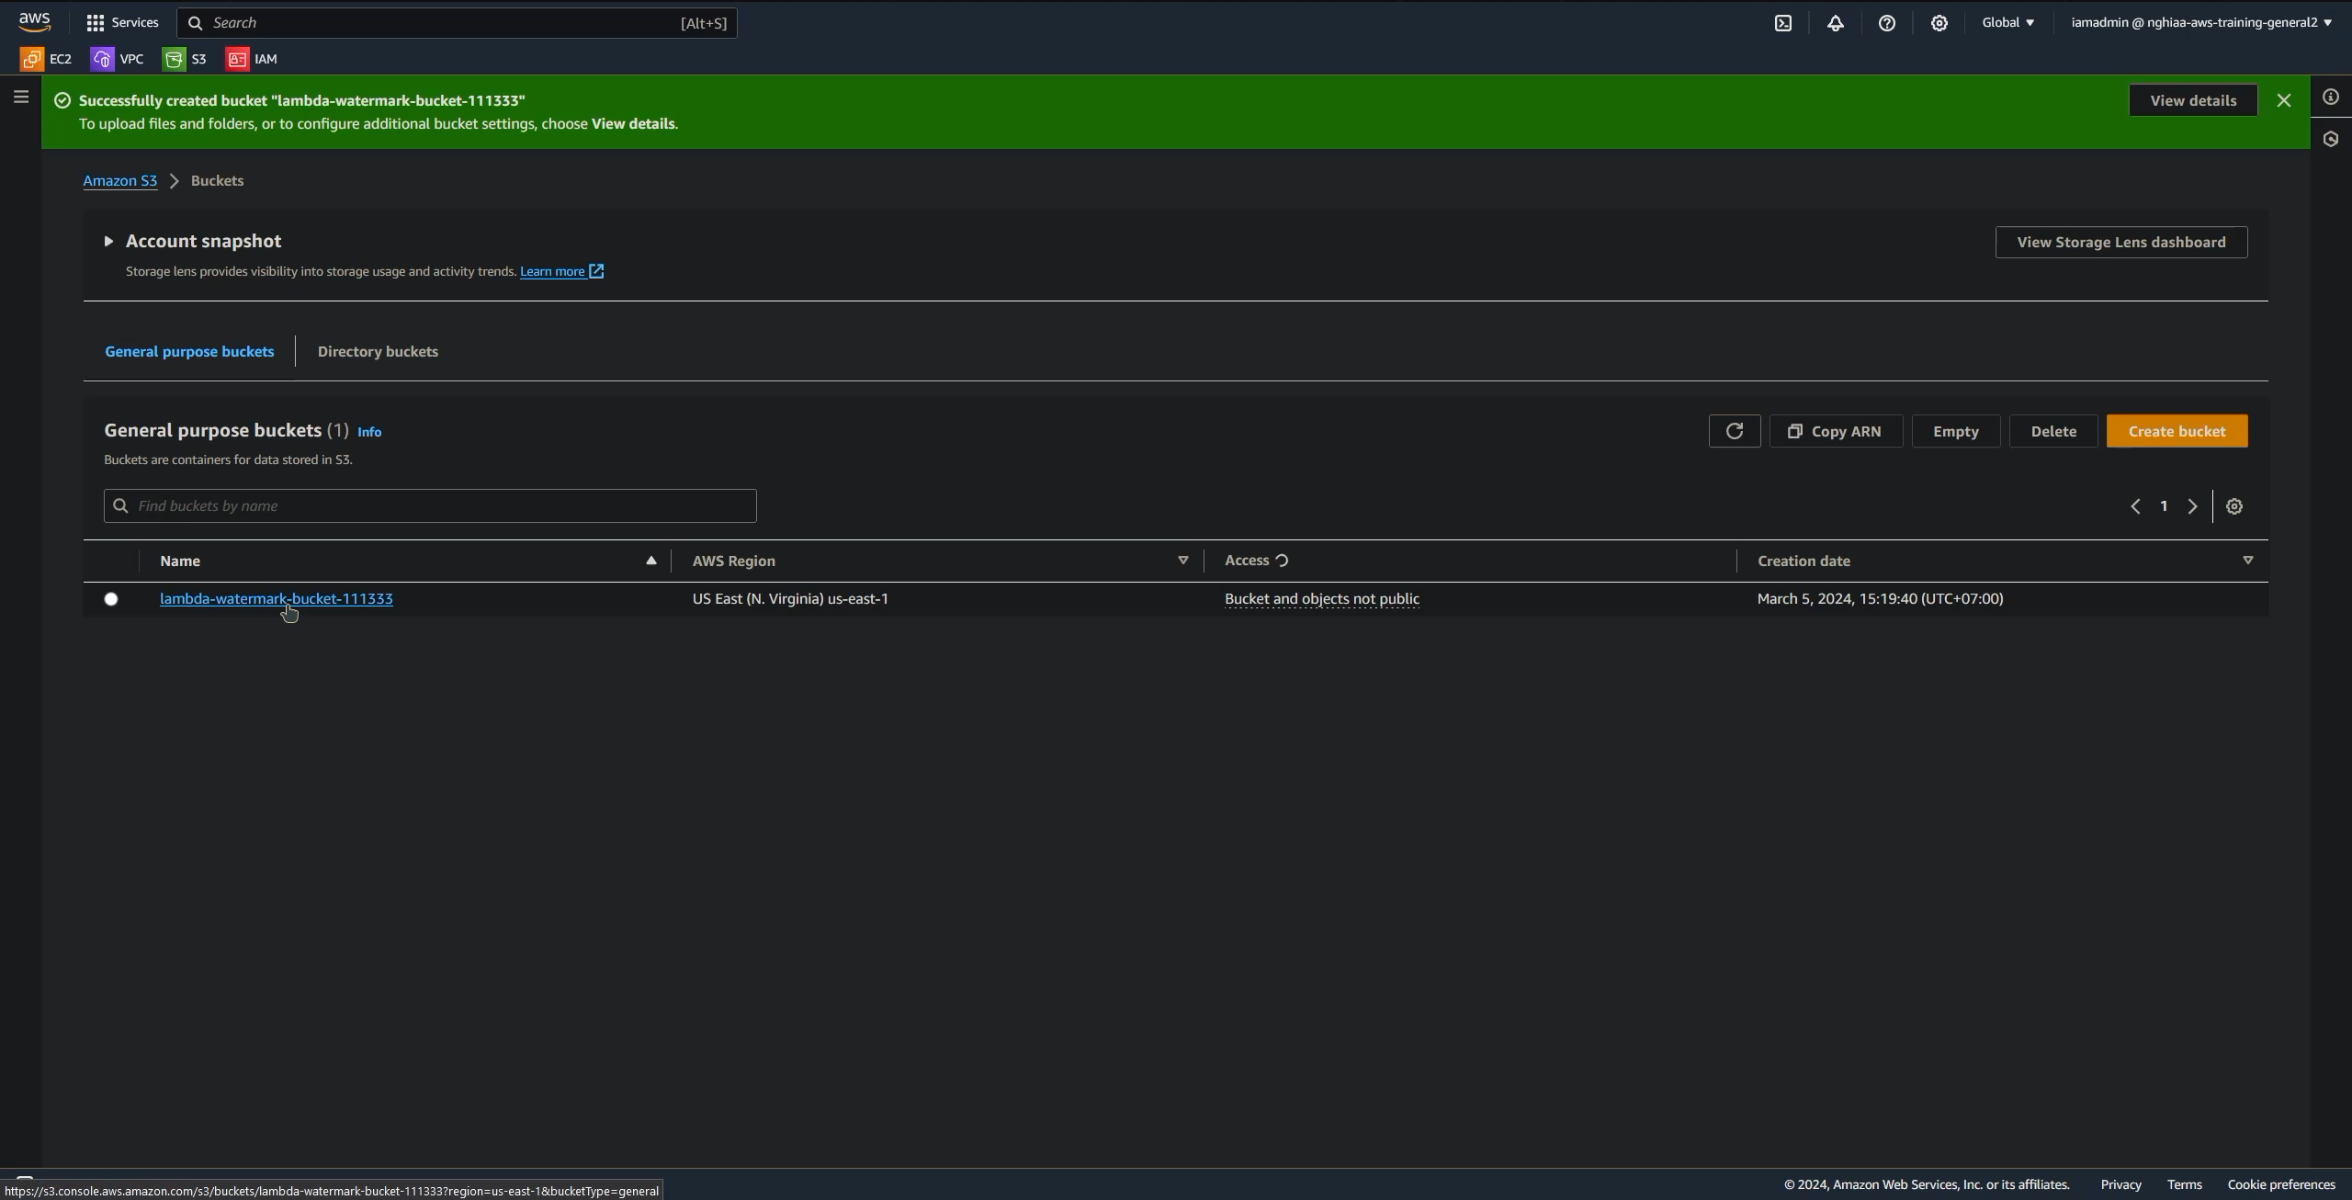 aws Services Search [Alt+S] Global iamadmin @ nghiaa-aws-training-general2
EC2 VPC S3 IAM
Successfully created bucket "lambda-watermark-bucket-111333" View details
To upload files and folders, or to configure additional bucket settings, choose View details.
Amazon S3 Buckets
Account snapshot View Storage Lens dashboard
Storage lens provides visibility into storage usage and activity trends. Learn more
General purpose buckets Directory buckets
General purpose buckets (1) Info Copy ARN Empty Delete Create bucket
Buckets are containers for data stored in S3.
Find buckets by name 1
Name AWS Region Access Creation date
lambda-watermark-bucket-111333 US East (N. Virginia) us-east-1 Bucket and objects not public March 5, 2024, 15:19:40 (UTC+07:00)
https://s3.console.aws.amazon.com/s3/buckets/lambda-watermark-bucket-111333?region=us-east-1&bucketType=general © 2024, Amazon Web Services, Inc. or its affiliates. Privacy Terms Cookie preferences